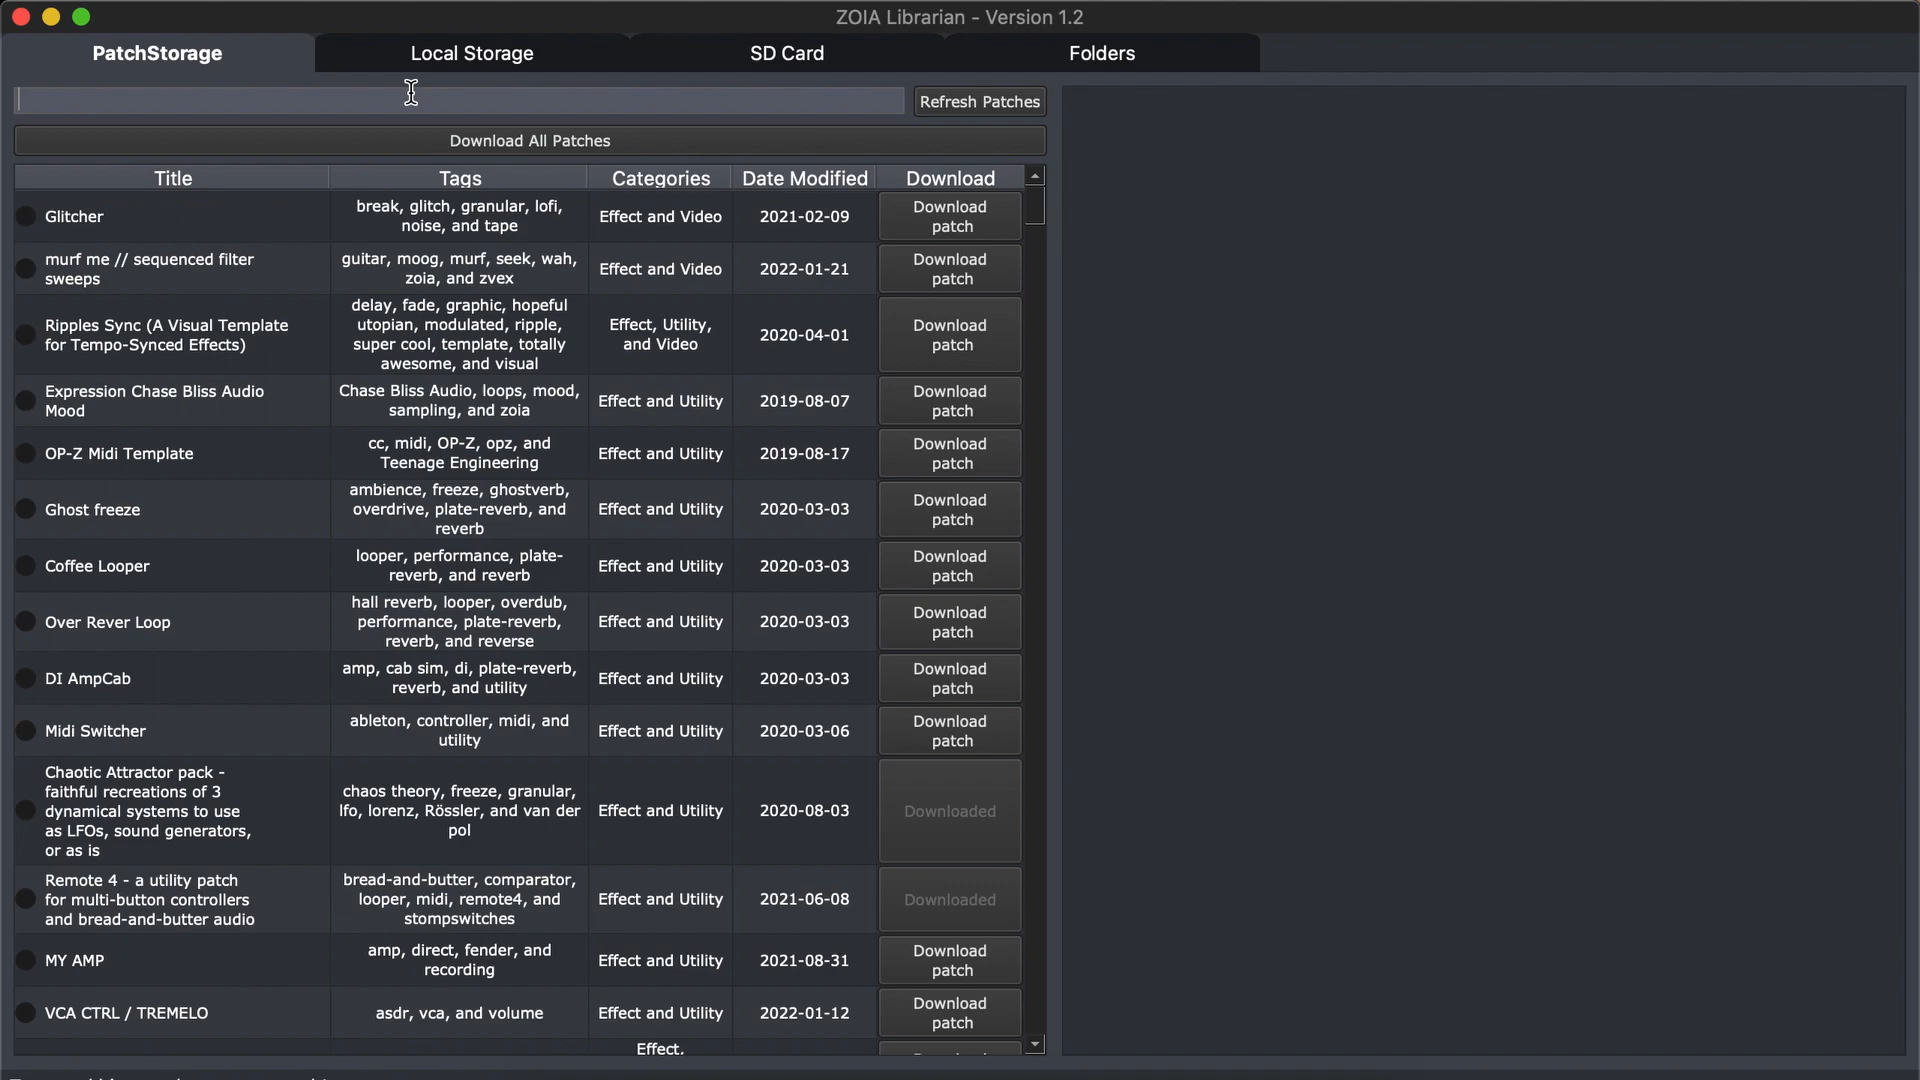 ZOIA Librarian - Version 1.2
PatchStorage
Local Storage
SD Card
Folders
Refresh Patches
Download All Patches
Title
Tags
Categories
Date Modified
Download
Glitcher
break, glitch, granular, lofi,
noise, and tape
Effect and Video
2021-02-09
Download
patch
murf me // sequenced filter
sweeps
guitar, moog, murf, seek, wah,
zoia, and zvex
Effect and Video
2022-01-21
Download
patch
Ripples Sync (A Visual Template
for Tempo-Synced Effects)
delay, fade, graphic, hopeful
utopian, modulated, ripple,
super cool, template, totally
awesome, and visual
Effect, Utility,
and Video
2020-04-01
Download
patch
Expression Chase Bliss Audio
Mood
Chase Bliss Audio, loops, mood,
sampling, and zoia
Effect and Utility
2019-08-07
Download
patch
OP-Z Midi Template
cc, midi, OP-Z, opz, and
Teenage Engineering
Effect and Utility
2019-08-17
Download
patch
Ghost freeze
ambience, freeze, ghostverb,
overdrive, plate-reverb, and
reverb
Effect and Utility
2020-03-03
Download
patch
Coffee Looper
looper, performance, plate-
reverb, and reverb
Effect and Utility
2020-03-03
Download
patch
Over Rever Loop
hall reverb, looper, overdub,
performance, plate-reverb,
reverb, and reverse
Effect and Utility
2020-03-03
Download
patch
DI AmpCab
amp, cab sim, di, plate-reverb,
reverb, and utility
Effect and Utility
2020-03-03
Download
patch
Midi Switcher
ableton, controller, midi, and
utility
Effect and Utility
2020-03-06
Download
patch
Chaotic Attractor pack -
faithful recreations of 3
dynamical systems to use
as LFOs, sound generators,
or as is
chaos theory, freeze, granular,
lfo, lorenz, Rössler, and van der
pol
Effect and Utility
2020-08-03
Downloaded
Remote 4 - a utility patch
for multi-button controllers
and bread-and-butter audio
bread-and-butter, comparator,
looper, midi, remote4, and
stompswitches
Effect and Utility
2021-06-08
Downloaded
MY AMP
amp, direct, fender, and
recording
Effect and Utility
2021-08-31
Download
patch
VCA CTRL / TREMELO
asdr, vca, and volume
Effect and Utility
2022-01-12
Download
patch
Effect,